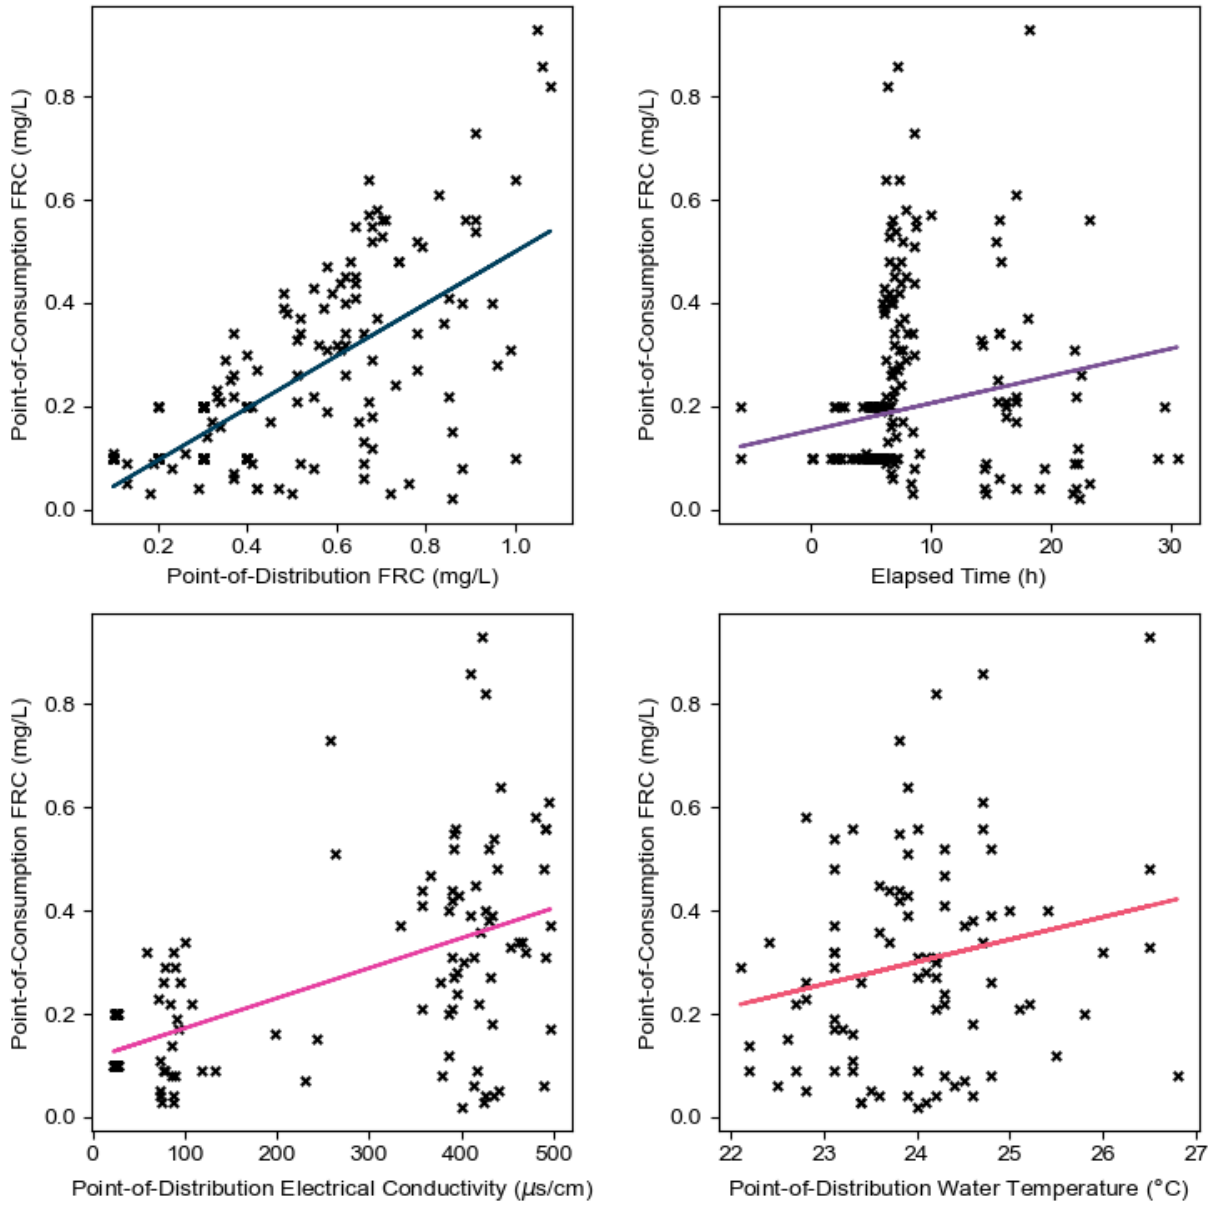 Point-of-Consumption FRC (mg/L)
0.8
0.6
0.4
0.2
0.0
0.2 0.4 0.6 0.8 1.0
Point-of-Distribution FRC (mg/L)
Point-of-Consumption FRC (mg/L)
0.8
0.6
0.4
0.2
0.0
0 10 20 30
Elapsed Time (h)
Point-of-Consumption FRC (mg/L)
0.8
0.6
0.4
0.2
0.0
0 100 200 300 400 500
Point-of-Distribution Electrical Conductivity (μs/cm)
Point-of-Consumption FRC (mg/L)
0.8
0.6
0.4
0.2
0.0
22 23 24 25 26 27
Point-of-Distribution Water Temperature (°C)